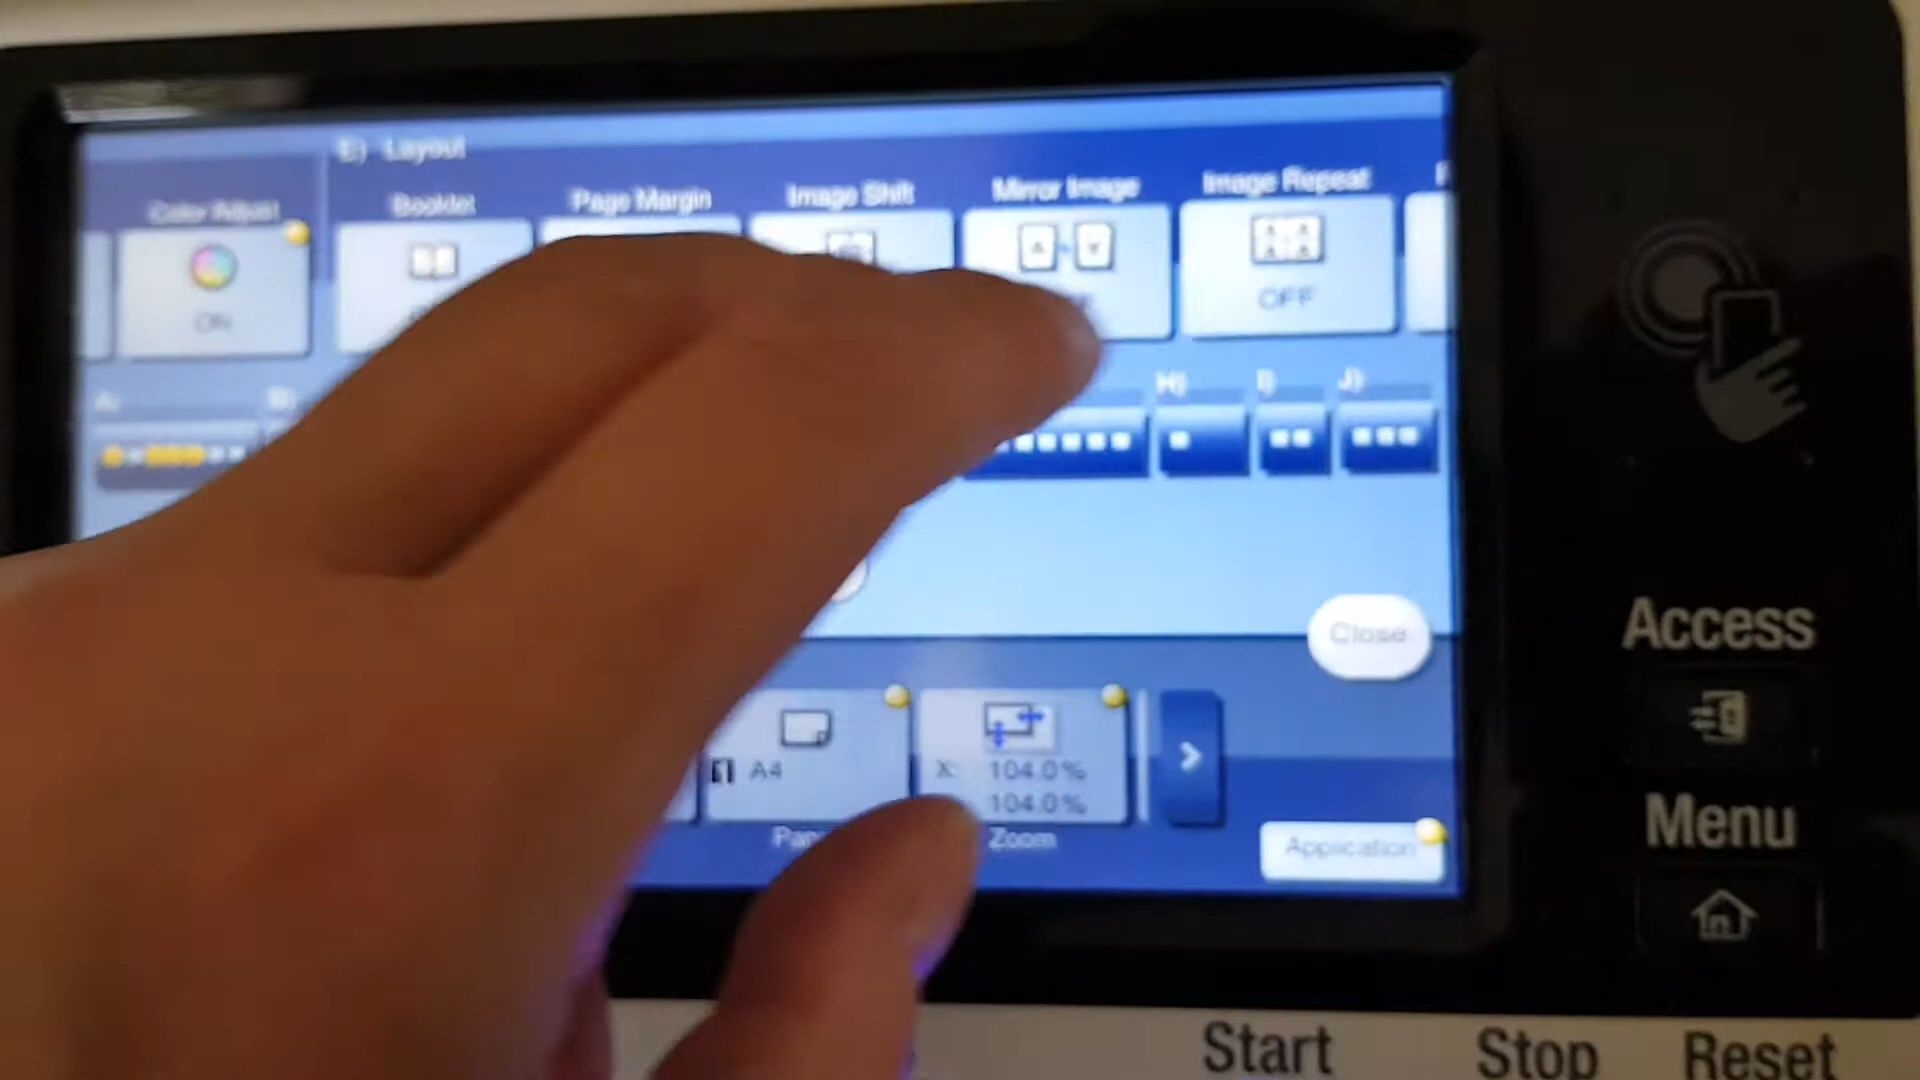 E) Layout
Color Adjust
Booklet
Page Margin
Image Shift
Mirror Image
Image Repeat
ON
OFF
A)
B)
H)
I)
J)
Close
1 A4
X: 104.0%
104.0%
Zoom
Application
Access
Menu
Start
Stop
Reset